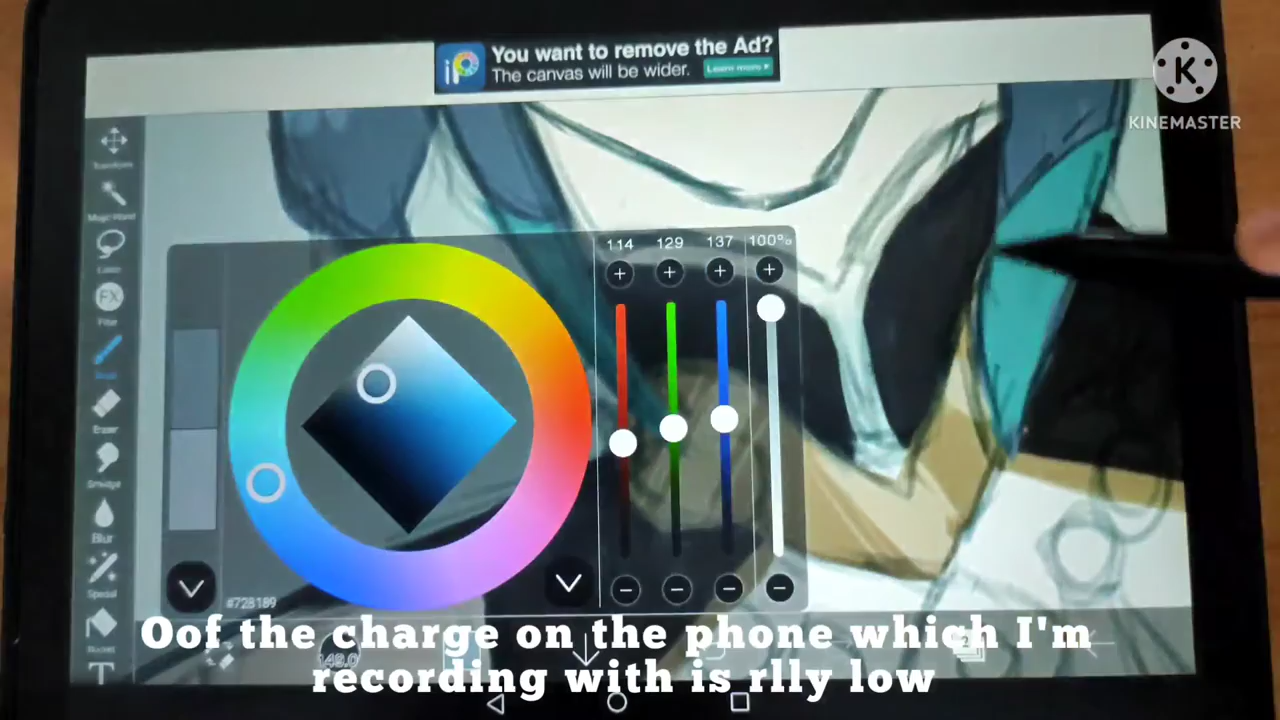 You want to remove the Ad?
The canvas will be wider.
Learn more
KINEMASTER
Transform
Magic Wand
Lasso
FX
Filter
Eraser
Smudge
Blur
Special
T
114 129 137 100%
#728189
149.0
Oof the charge on the phone which I'm
recording with is rlly low